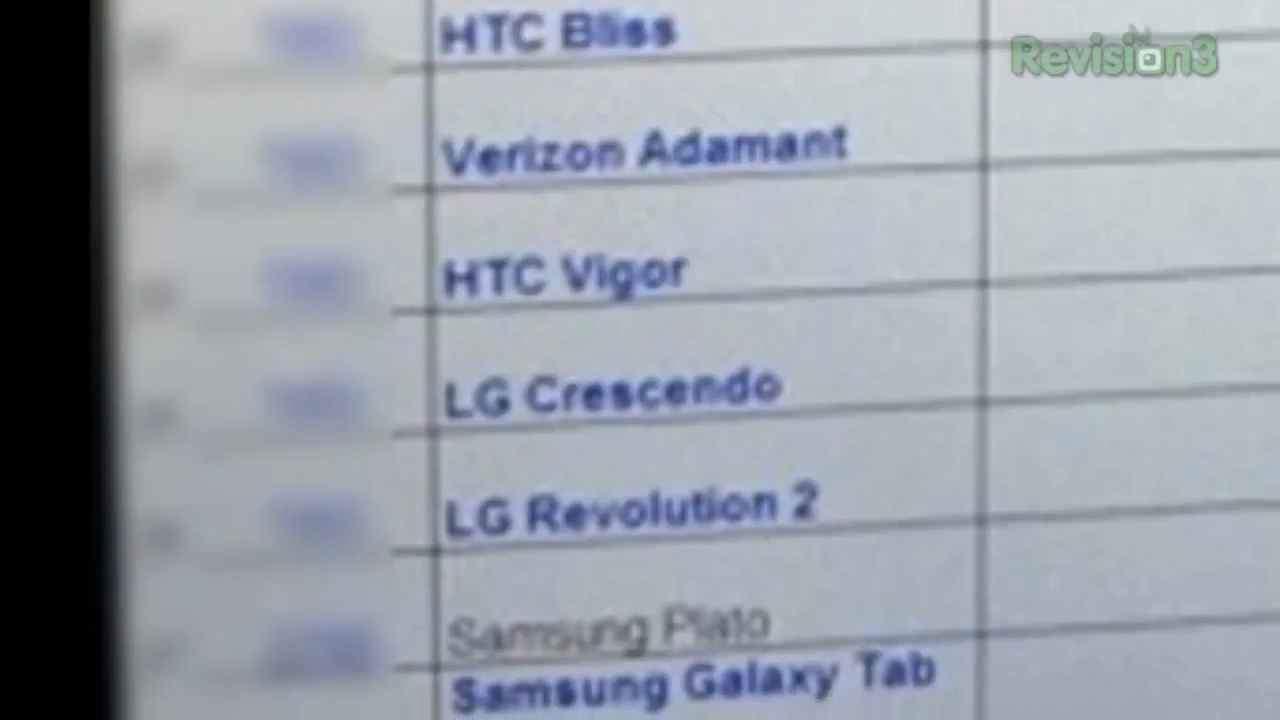 HTC Bliss
Revision3
Verizon Adamant
HTC Vigor
LG Crescendo
LG Revolution 2
Samsung Plato
Samsung Galaxy Tab